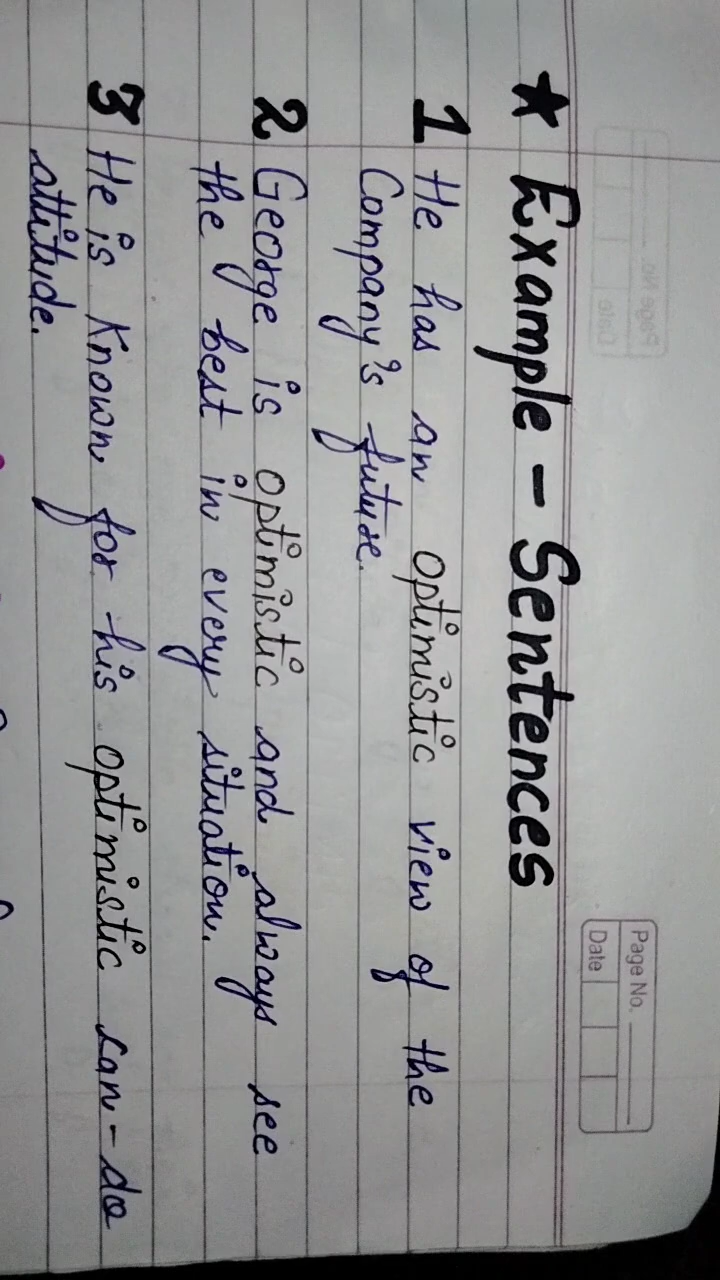 Page No.
Date
★ Example - Sentences
1 He has an optimistic view of the
Company's future.
2 George is optimistic and always see
the best in every situation.
3 He is Known for his optimistic can-do
attitude.